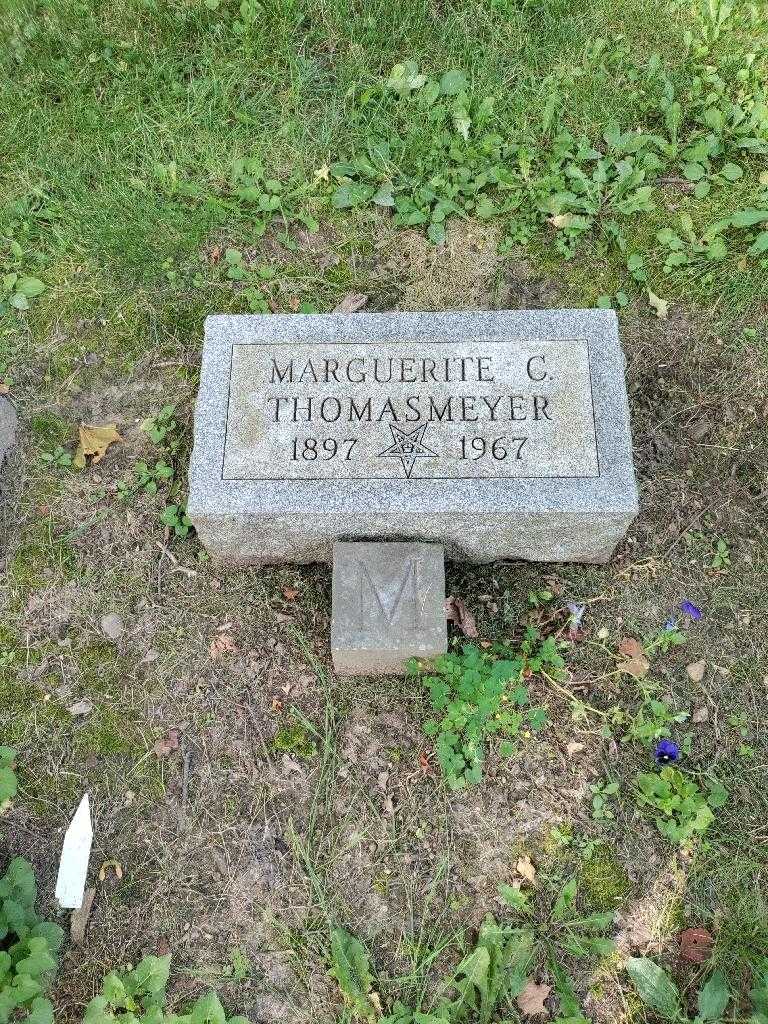 MARGUERITE C.
THOMASMEYER
1897 1967
M